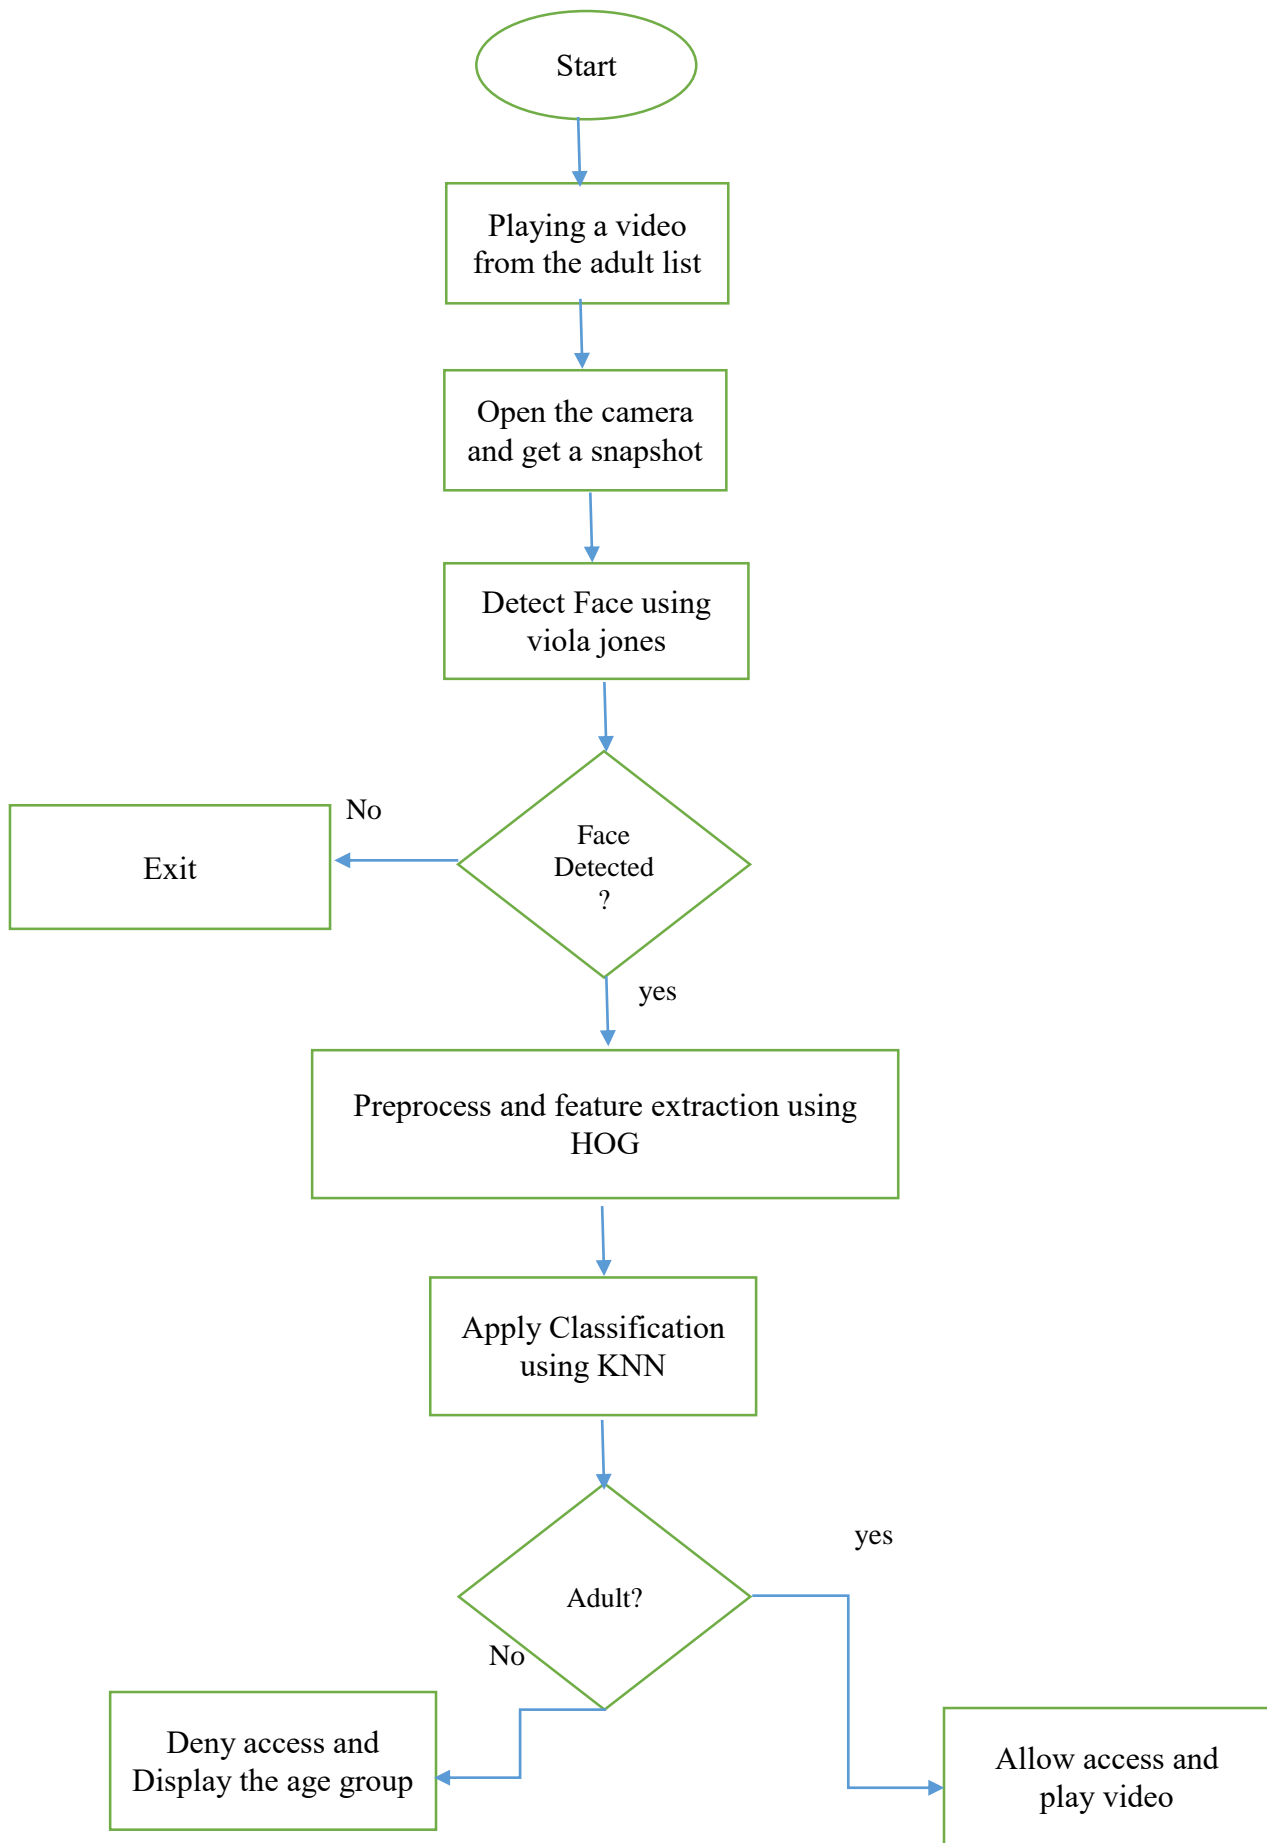 Start
Playing a video
from the adult list
Open the camera
and get a snapshot
Detect Face using
viola jones
No
Face
Detected
?
Exit
yes
Preprocess and feature extraction using
HOG
Apply Classification
using KNN
yes
Adult?
No
Deny access and
Display the age group
Allow access and
play video